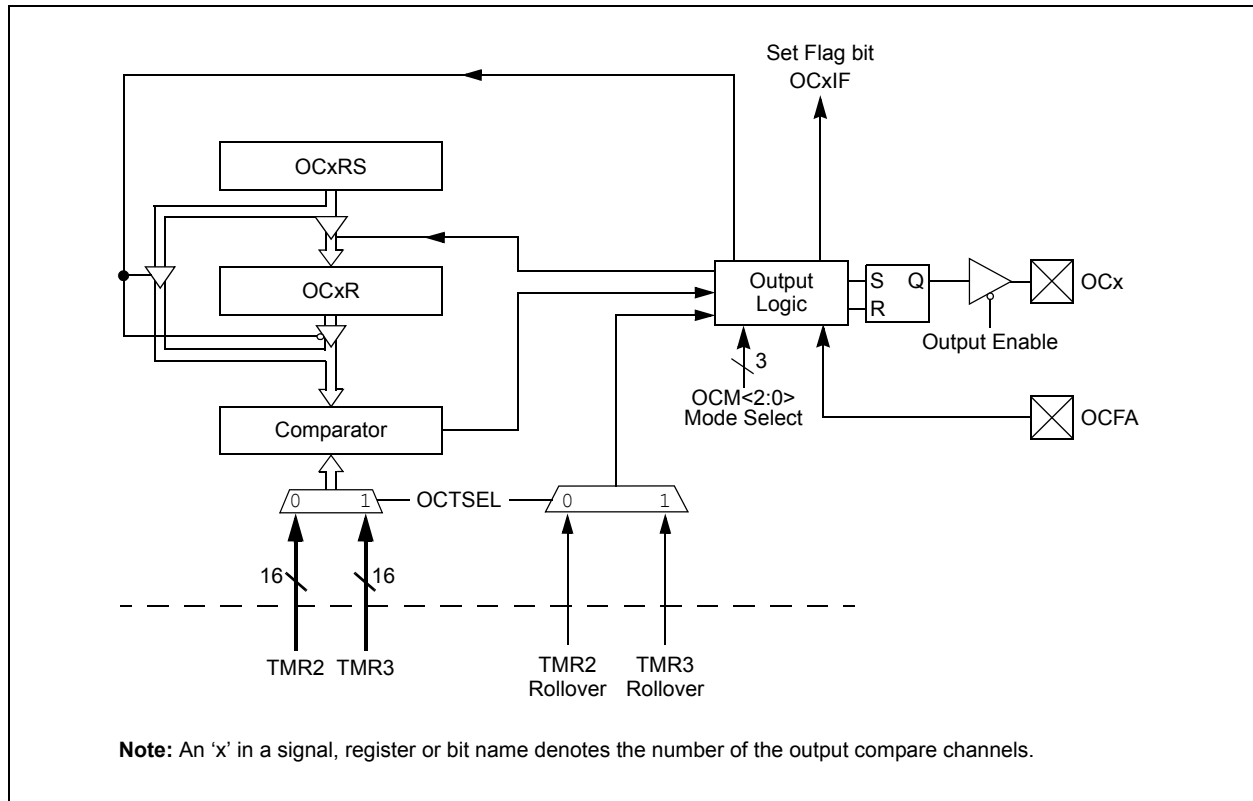 Set Flag bit
OCxIF
OCxRS
OCxR
Output
Logic
S Q
R
OCx
Output Enable
3
OCM<2:0>
Mode Select
OCFA
Comparator
0 1
OCTSEL
0 1
16 16
TMR2 TMR3
TMR2
Rollover
TMR3
Rollover
Note: An ‘x’ in a signal, register or bit name denotes the number of the output compare channels.